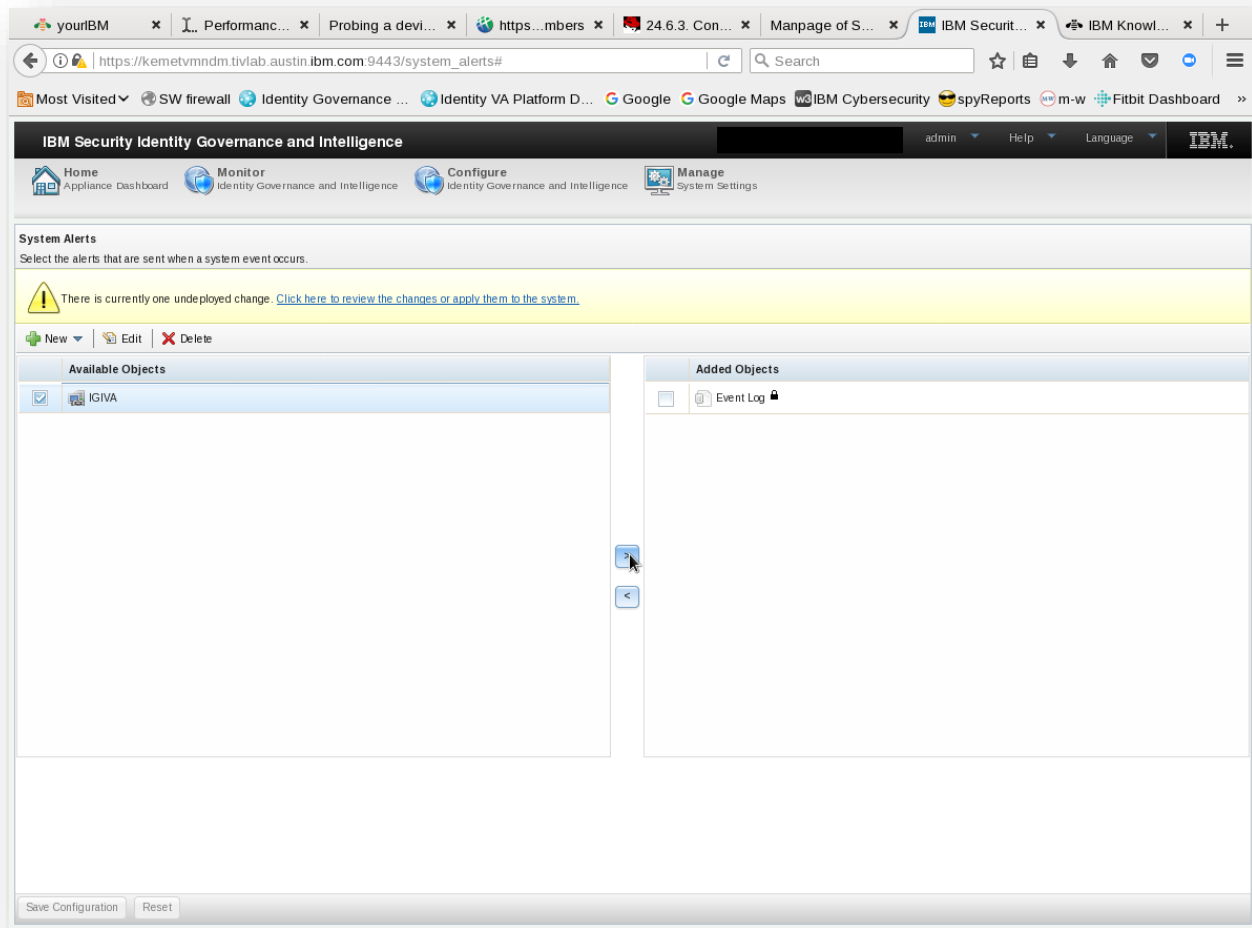 yourIBM Performanc... Probing a devi... https...mbers 24.6.3. Con... Manpage of S... IBM Securit... IBM Knowl...
https://kemetvmndm.tivlab.austin.ibm.com:9443/system_alerts# Search
Most Visited SW firewall Identity Governance ... Identity VA Platform D... Google Google Maps w3 IBM Cybersecurity spyReports m-w Fitbit Dashboard »
IBM Security Identity Governance and Intelligence admin Help Language IBM.
Home Monitor Configure Manage
Appliance Dashboard Identity Governance and Intelligence Identity Governance and Intelligence System Settings
System Alerts
Select the alerts that are sent when a system event occurs.
There is currently one undeployed change. Click here to review the changes or apply them to the system.
New Edit Delete
Available Objects Added Objects
IGIVA Event Log
>
<
Save Configuration Reset